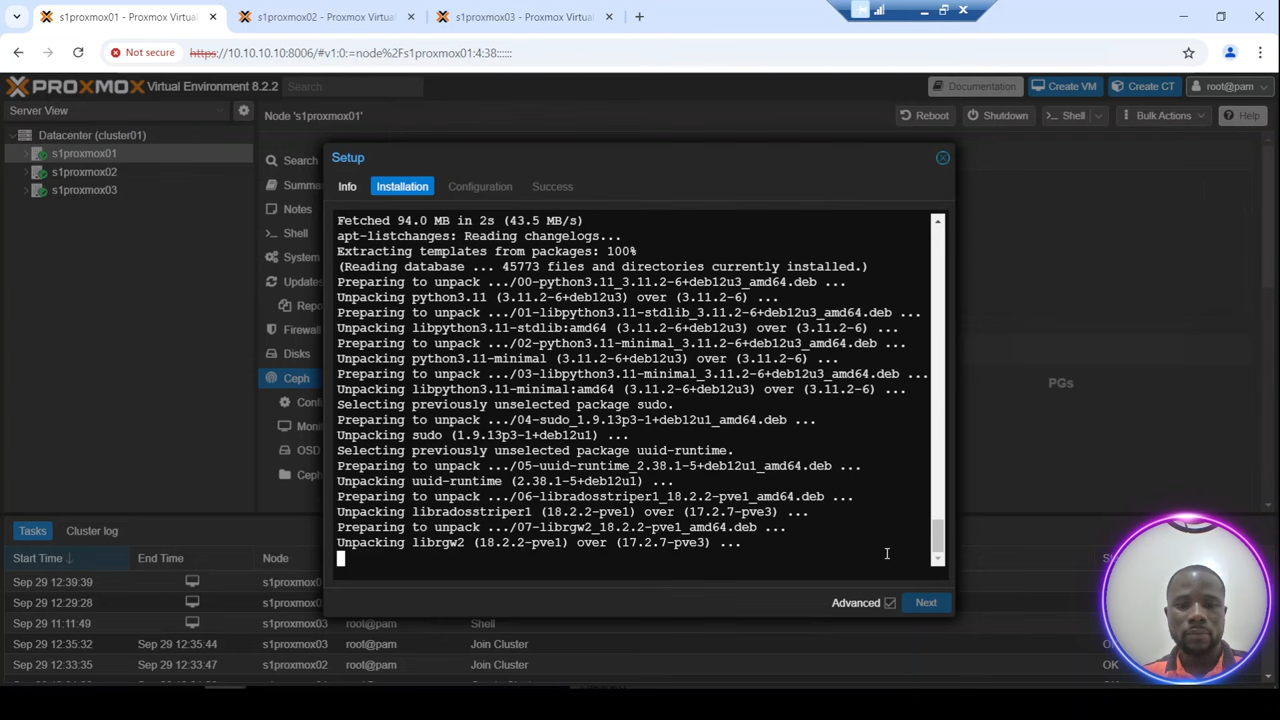 s1proxmox01 - Proxmox Virtual
s1proxmox02 - Proxmox Virtual
s1proxmox03 - Proxmox Virtual
Not secure
https://10.10.10.10:8006/#v1:0:=node%2Fs1proxmox01:4:38::::::
PROXMOX Virtual Environment 8.2.2
Search
Documentation
Create VM
Create CT
root@pam
Server View
Node 's1proxmox01'
Reboot
Shutdown
Shell
Bulk Actions
Help
Datacenter (cluster01)
s1proxmox01
s1proxmox02
s1proxmox03
Search
Summa
Notes
Shell
System
Updates
Repo
Firewall
Disks
Ceph
Conf
Monit
OSD
Ceph
PGs
Setup
Info
Installation
Configuration
Success
Fetched 94.0 MB in 2s (43.5 MB/s)
apt-listchanges: Reading changelogs...
Extracting templates from packages: 100%
(Reading database ... 45773 files and directories currently installed.)
Preparing to unpack .../00-python3.11_3.11.2-6+deb12u3_amd64.deb ...
Unpacking python3.11 (3.11.2-6+deb12u3) over (3.11.2-6) ...
Preparing to unpack .../01-libpython3.11-stdlib_3.11.2-6+deb12u3_amd64.deb ...
Unpacking libpython3.11-stdlib:amd64 (3.11.2-6+deb12u3) over (3.11.2-6) ...
Preparing to unpack .../02-python3.11-minimal_3.11.2-6+deb12u3_amd64.deb ...
Unpacking python3.11-minimal (3.11.2-6+deb12u3) over (3.11.2-6) ...
Preparing to unpack .../03-libpython3.11-minimal_3.11.2-6+deb12u3_amd64.deb ...
Unpacking libpython3.11-minimal:amd64 (3.11.2-6+deb12u3) over (3.11.2-6) ...
Selecting previously unselected package sudo.
Preparing to unpack .../04-sudo_1.9.13p3-1+deb12u1_amd64.deb ...
Unpacking sudo (1.9.13p3-1+deb12u1) ...
Selecting previously unselected package uuid-runtime.
Preparing to unpack .../05-uuid-runtime_2.38.1-5+deb12u1_amd64.deb ...
Unpacking uuid-runtime (2.38.1-5+deb12u1) ...
Preparing to unpack .../06-libradosstriper1_18.2.2-pve1_amd64.deb ...
Unpacking libradosstriper1 (18.2.2-pve1) over (17.2.7-pve3) ...
Preparing to unpack .../07-librgw2_18.2.2-pve1_amd64.deb ...
Unpacking librgw2 (18.2.2-pve1) over (17.2.7-pve3) ...
Advanced
Next
Tasks
Cluster log
Start Time
End Time
Node
Sep 29 12:39:39
s1proxmox0
Sep 29 12:29:28
s1proxmox0
Sep 29 11:11:49
s1proxmox03
root@pam
Shell
Sep 29 12:35:32
Sep 29 12:35:44
s1proxmox03
root@pam
Join Cluster
Sep 29 12:33:35
Sep 29 12:33:47
s1proxmox02
root@pam
Join Cluster
OK